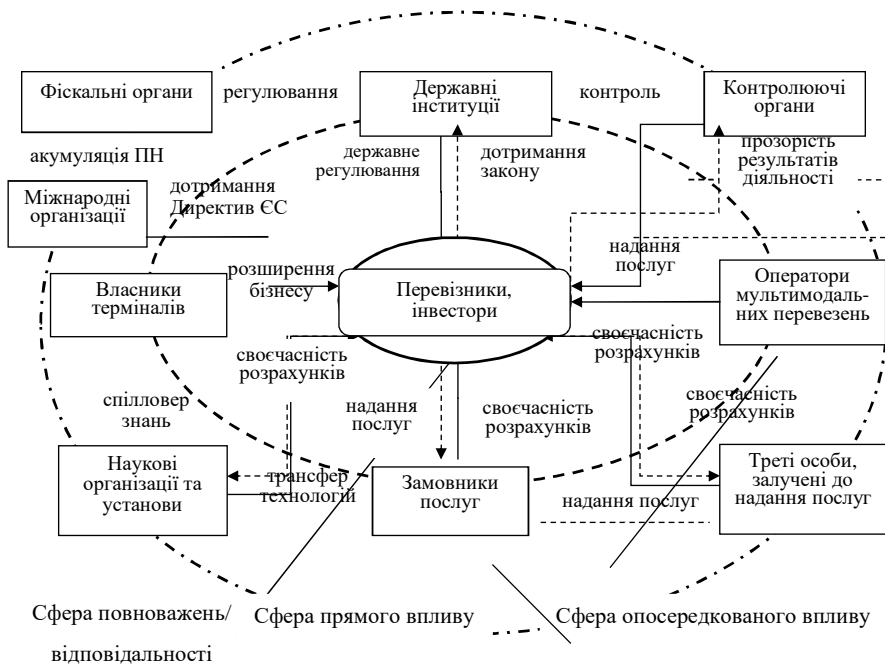 Фіскальні органи
регулювання
Державні
інституції
контроль
Контролюючі
органи
акумуляція ПН
державне
регулювання
дотримання
закону
прозорість
результатів
діяльності
Міжнародні
організації
дотримання
Директив ЄС
надання
послуг
Власники
терміналів
розширення
бізнесу
Перевізники,
інвестори
Оператори
мультимодаль-
них перевезень
своєчасність
розрахунків
своєчасність
розрахунків
спілловер
знань
надання
послуг
своєчасність
розрахунків
своєчасність
розрахунків
Наукові
організації та
установи
трансфер
технологій
Замовники
послуг
надання послуг
Треті особи,
залучені до
надання послуг
Сфера повноважень/
відповідальності
Сфера прямого впливу
Сфера опосередкованого впливу